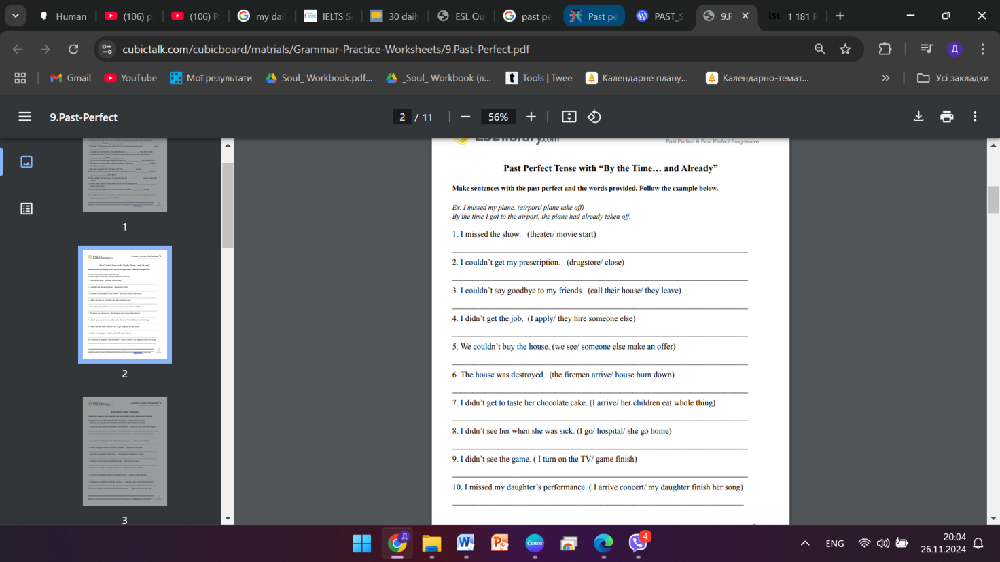 Human
(106) p
(106) P
my dail
IELTS S
30 daily
ESL Qu
past pe
Past pe
PAST_S
9.P
iSL 1 181 P
cubictalk.com/cubicboard/matrials/Grammar-Practice-Worksheets/9.Past-Perfect.pdf
Д
Gmail
YouTube
Мої результати
Soul_ Workbook.pdf...
_Soul_ Workbook (в...
Tools | Twee
Календарне плану...
Календарно-темат...
Усі закладки
9.Past-Perfect
2 / 11
56%
1
2
3
ESLlibrary.com
Past Perfect & Past Perfect Progressive
Past Perfect Tense with “By the Time… and Already”
Make sentences with the past perfect and the words provided. Follow the example below.
Ex. I missed my plane. (airport/ plane take off)
By the time I got to the airport, the plane had already taken off.
1. I missed the show. (theater/ movie start)
2. I couldn’t get my prescription. (drugstore/ close)
3. I couldn’t say goodbye to my friends. (call their house/ they leave)
4. I didn’t get the job. (I apply/ they hire someone else)
5. We couldn’t buy the house. (we see/ someone else make an offer)
6. The house was destroyed. (the firemen arrive/ house burn down)
7. I didn’t get to taste her chocolate cake. (I arrive/ her children eat whole thing)
8. I didn’t see her when she was sick. (I go/ hospital/ she go home)
9. I didn’t see the game. ( I turn on the TV/ game finish)
10. I missed my daughter’s performance. ( I arrive concert/ my daughter finish her song)
Д
Canva
4
ENG
20:04
26.11.2024